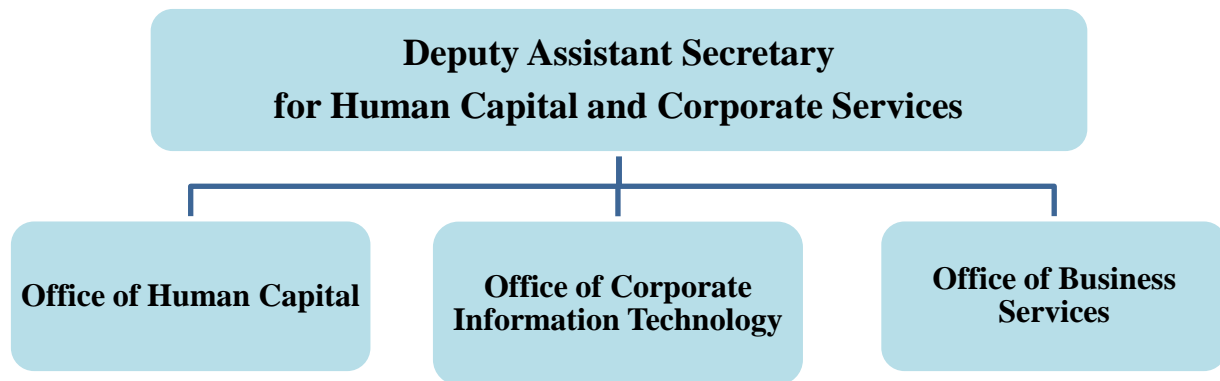 Deputy Assistant Secretary
for Human Capital and Corporate Services
Office of Human Capital
Office of Corporate
Information Technology
Office of Business
Services